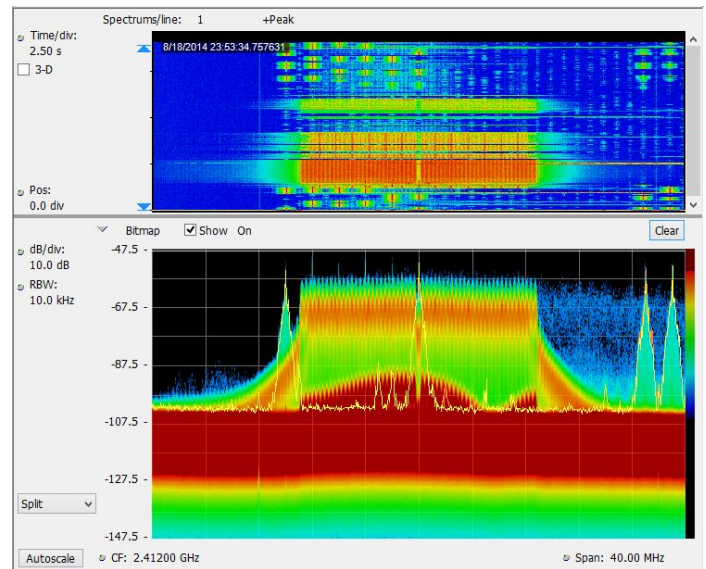 Spectrums/line: 1 +Peak
Time/div:
2.50 s
3-D
8/18/2014 23:53:34.757631
Pos:
0.0 div
Bitmap Show On Clear
dB/div:
10.0 dB
RBW:
10.0 kHz
-47.5 -
-67.5 -
-87.5 -
-107.5 -
-127.5 -
-147.5 -
Split
Autoscale CF: 2.41200 GHz Span: 40.00 MHz